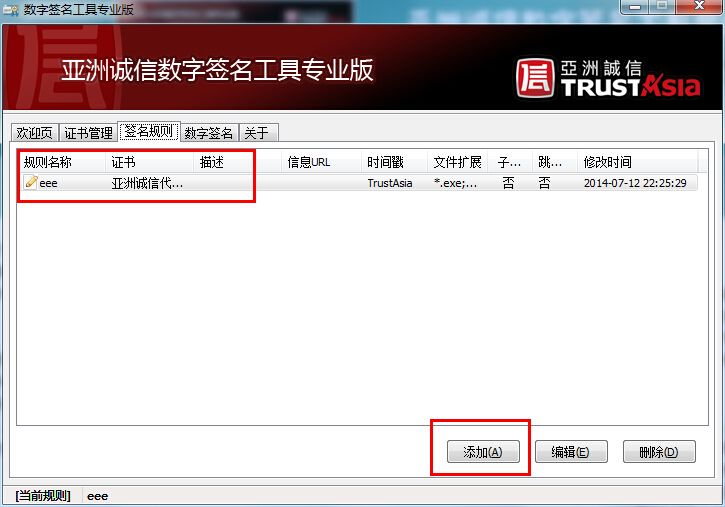 数字签名工具专业版
亚洲诚信数字签名工具专业版
亞洲誠信
TRUSTAsia
欢迎页 证书管理 签名规则 数字签名 关于
规则名称 证书 描述 信息URL 时间戳 文件扩展 子... 跳... 修改时间
eee 亚洲诚信代... TrustAsia *.exe;... 否 否 2014-07-12 22:25:29
添加(A) 编辑(E) 删除(D)
[当前规则] eee